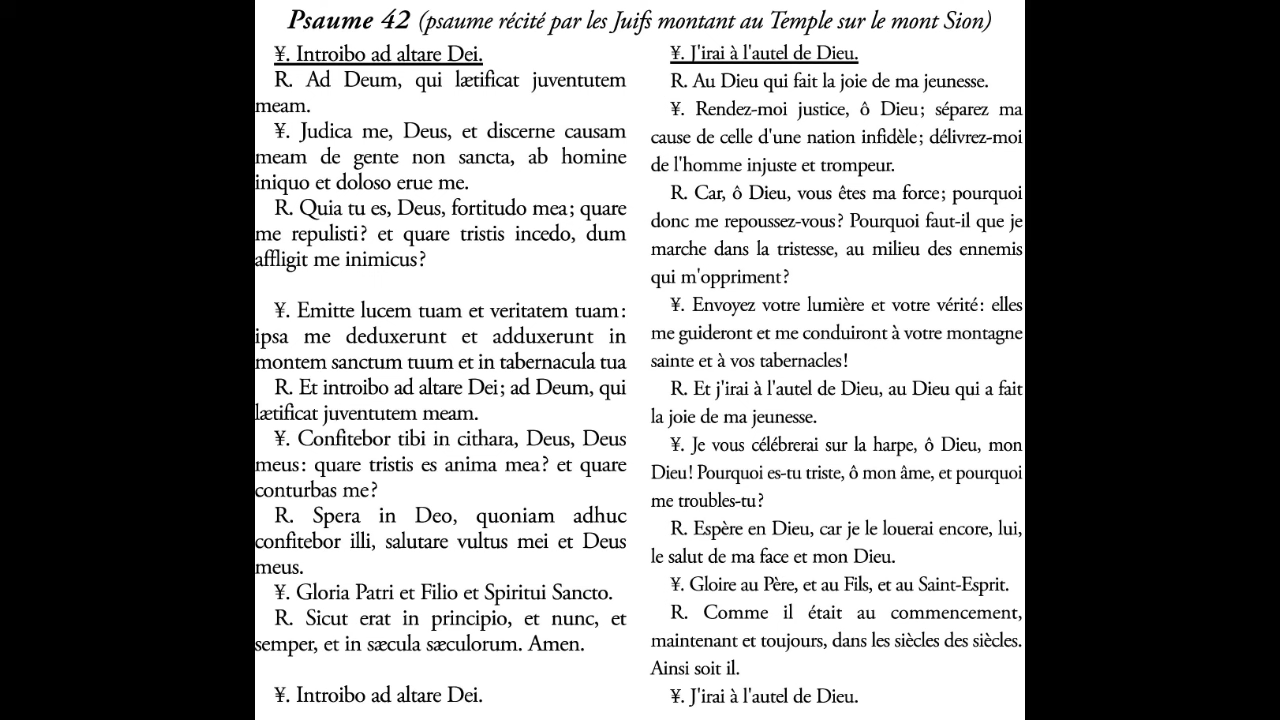 Psaume 42 (psaume récité par les Juifs montant au Temple sur le mont Sion)
¥. Introibo ad altare Dei.
R. Ad Deum, qui lætificat juventutem
meam.
¥. Judica me, Deus, et discerne causam
meam de gente non sancta, ab homine
iniquo et doloso erue me.
R. Quia tu es, Deus, fortitudo mea; quare
me repulisti? et quare tristis incedo, dum
affligit me inimicus?
¥. Emitte lucem tuam et veritatem tuam:
ipsa me deduxerunt et adduxerunt in
montem sanctum tuum et in tabernacula tua
R. Et introibo ad altare Dei; ad Deum, qui
lætificat juventutem meam.
¥. Confitebor tibi in cithara, Deus, Deus
meus: quare tristis es anima mea? et quare
conturbas me?
R. Spera in Deo, quoniam adhuc
confitebor illi, salutare vultus mei et Deus
meus.
¥. Gloria Patri et Filio et Spiritui Sancto.
R. Sicut erat in principio, et nunc, et
semper, et in sæcula sæculorum. Amen.
¥. Introibo ad altare Dei.
¥. J'irai à l'autel de Dieu.
R. Au Dieu qui fait la joie de ma jeunesse.
¥. Rendez-moi justice, ô Dieu; séparez ma
cause de celle d'une nation infidèle; délivrez-moi
de l'homme injuste et trompeur.
R. Car, ô Dieu, vous êtes ma force; pourquoi
donc me repoussez-vous? Pourquoi faut-il que je
marche dans la tristesse, au milieu des ennemis
qui m'oppriment?
¥. Envoyez votre lumière et votre vérité: elles
me guideront et me conduiront à votre montagne
sainte et à vos tabernacles!
R. Et j'irai à l'autel de Dieu, au Dieu qui a fait
la joie de ma jeunesse.
¥. Je vous célébrerai sur la harpe, ô Dieu, mon
Dieu! Pourquoi es-tu triste, ô mon âme, et pourquoi
me troubles-tu?
R. Espère en Dieu, car je le louerai encore, lui,
le salut de ma face et mon Dieu.
¥. Gloire au Père, et au Fils, et au Saint-Esprit.
R. Comme il était au commencement,
maintenant et toujours, dans les siècles des siècles.
Ainsi soit il.
¥. J'irai à l'autel de Dieu.